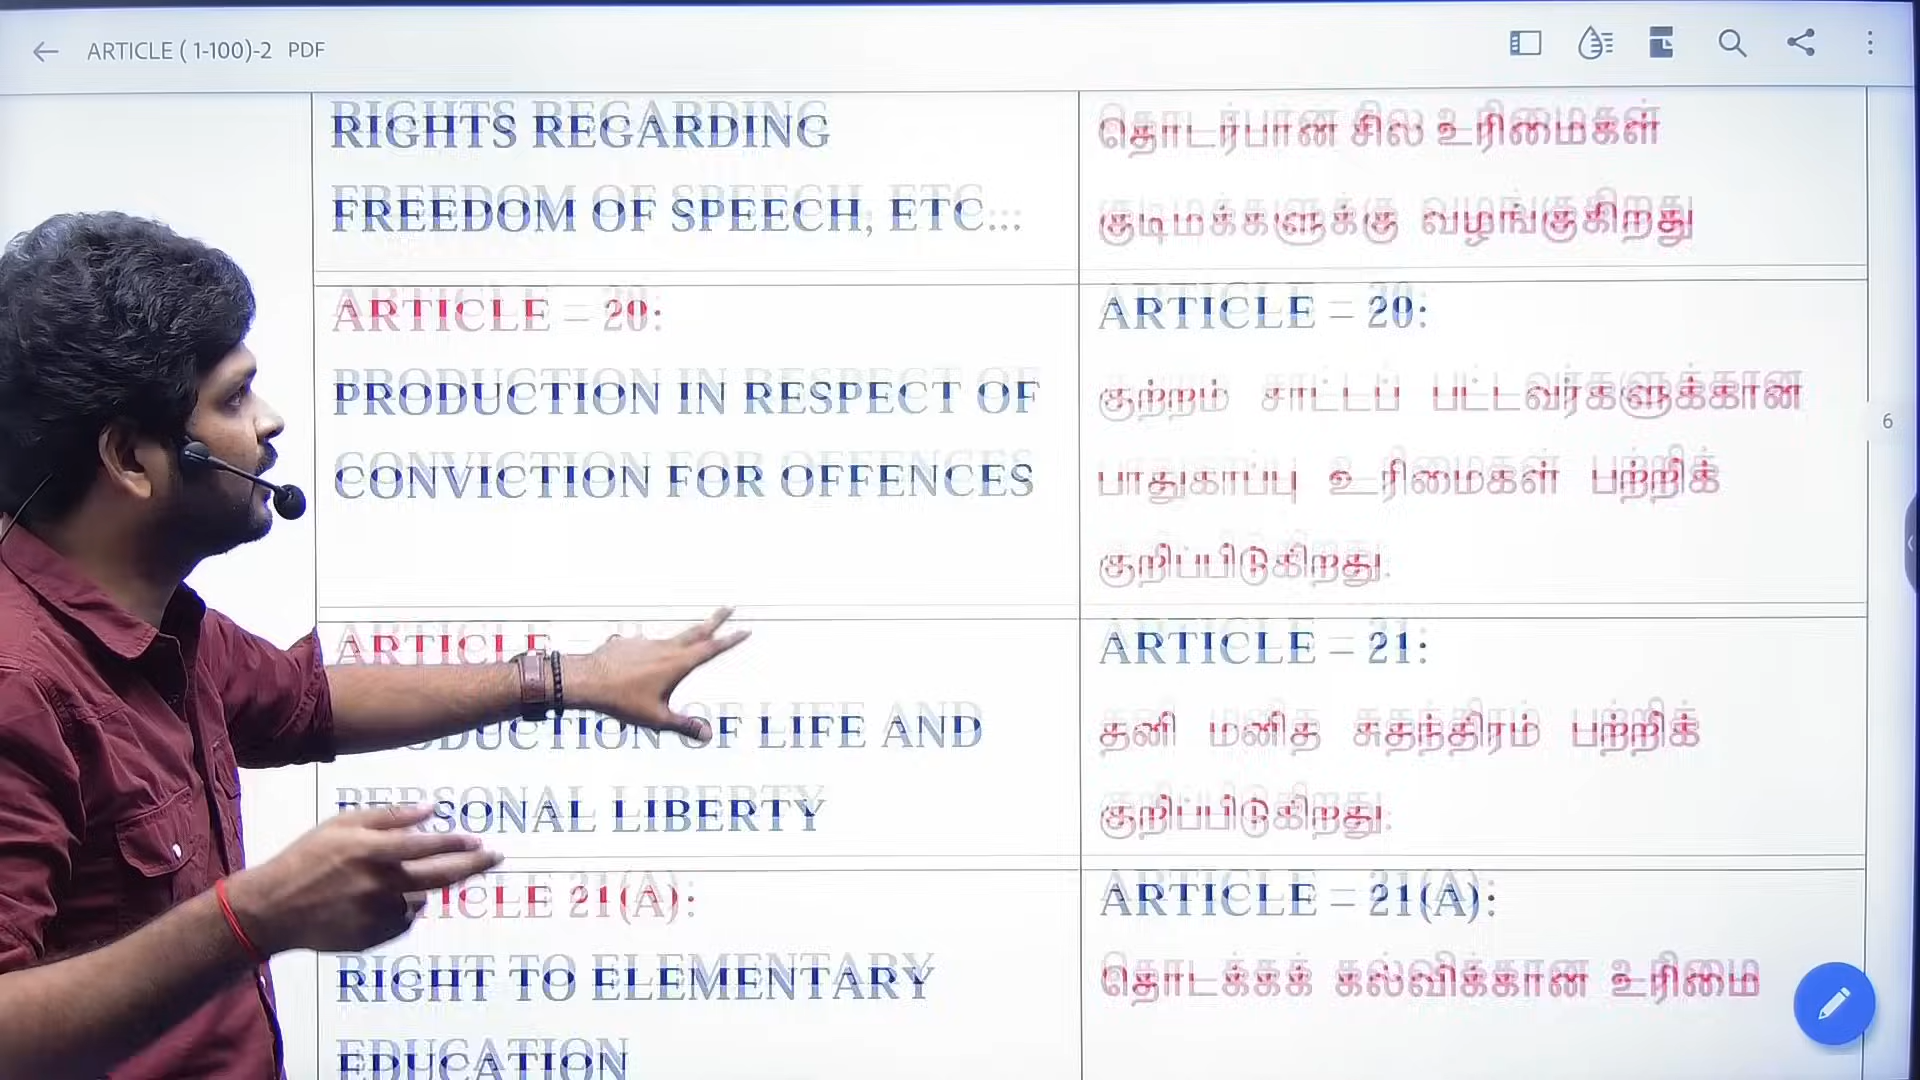 ARTICLE ( 1-100)-2 PDF
RIGHTS REGARDING
FREEDOM OF SPEECH, ETC...
தொடர்பான சில உரிமைகள்
குடிமக்களுக்கு வழங்குகிறது
ARTICLE – 20:
PRODUCTION IN RESPECT OF
CONVICTION FOR OFFENCES
ARTICLE – 20:
குற்றம் சாட்டப் பட்டவர்களுக்கான
பாதுகாப்பு உரிமைகள் பற்றிக்
குறிப்பிடுகிறது.
ARTICLE –
OF LIFE AND
PERSONAL LIBERTY
ARTICLE – 21:
தனி மனித சுதந்திரம் பற்றிக்
குறிப்பிடுகிறது.
21(A):
RIGHT TO ELEMENTARY
EDUCATION
ARTICLE – 21(A):
தொடக்கக் கல்விக்கான உரிமை
6